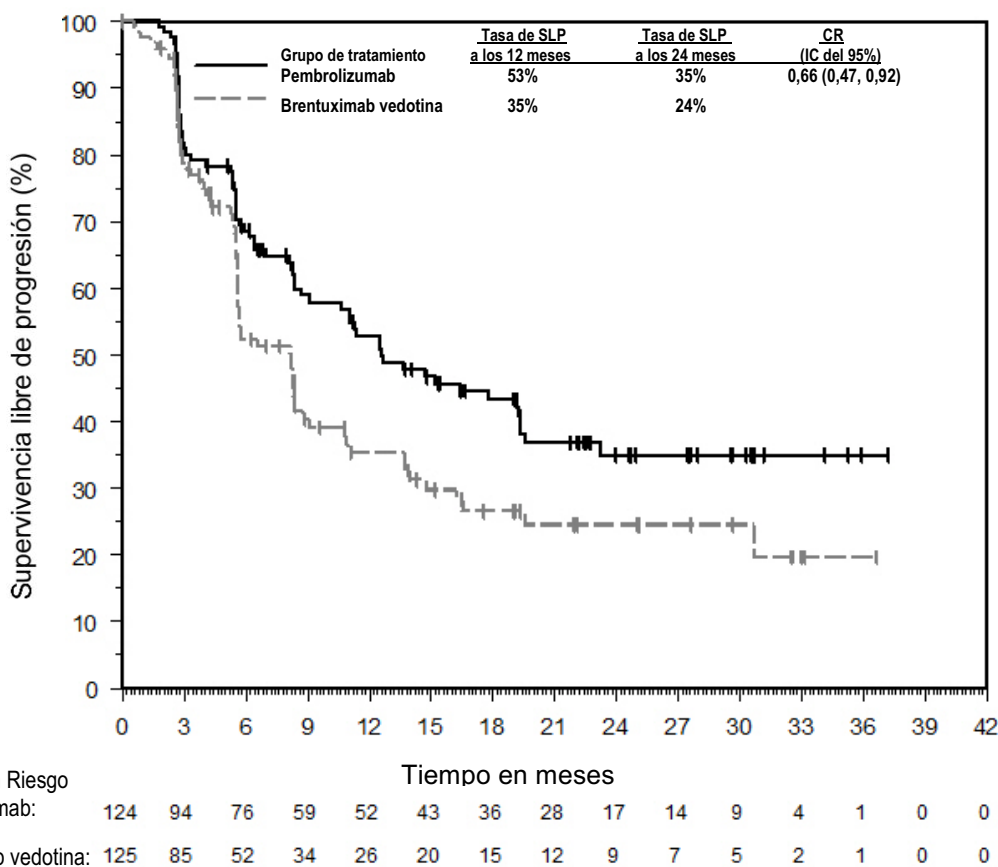 Tasa de SLP Tasa de SLP CR
Grupo de tratamiento a los 12 meses a los 24 meses (IC del 95%)
Pembrolizumab 53% 35% 0,66 (0,47, 0,92)
Brentuximab vedotina 35% 24%
Supervivencia libre de progresión (%)
100
90
80
70
60
50
40
30
20
10
0
0 3 6 9 12 15 18 21 24 27 30 33 36 39 42
Tiempo en meses
Riesgo
mab: 124 94 76 59 52 43 36 28 17 14 9 4 1 0 0
vedotina: 125 85 52 34 26 20 15 12 9 7 5 2 1 0 0